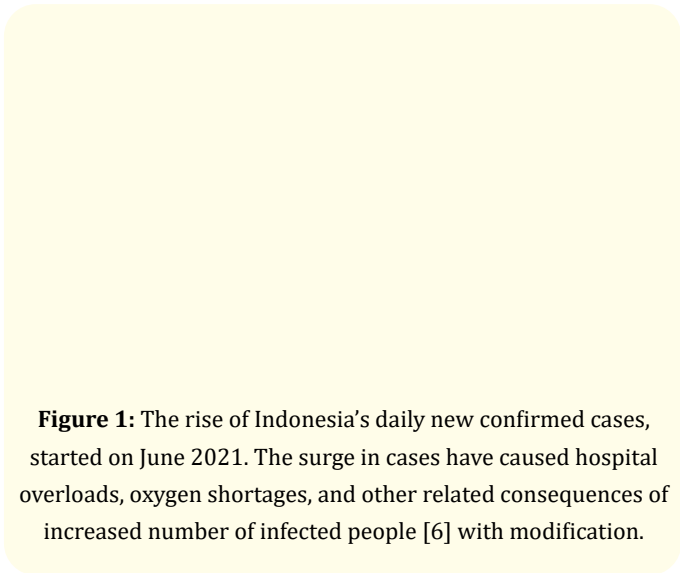 Figure 1: The rise of Indonesia’s daily new confirmed cases,
started on June 2021. The surge in cases have caused hospital
overloads, oxygen shortages, and other related consequences of
increased number of infected people [6] with modification.